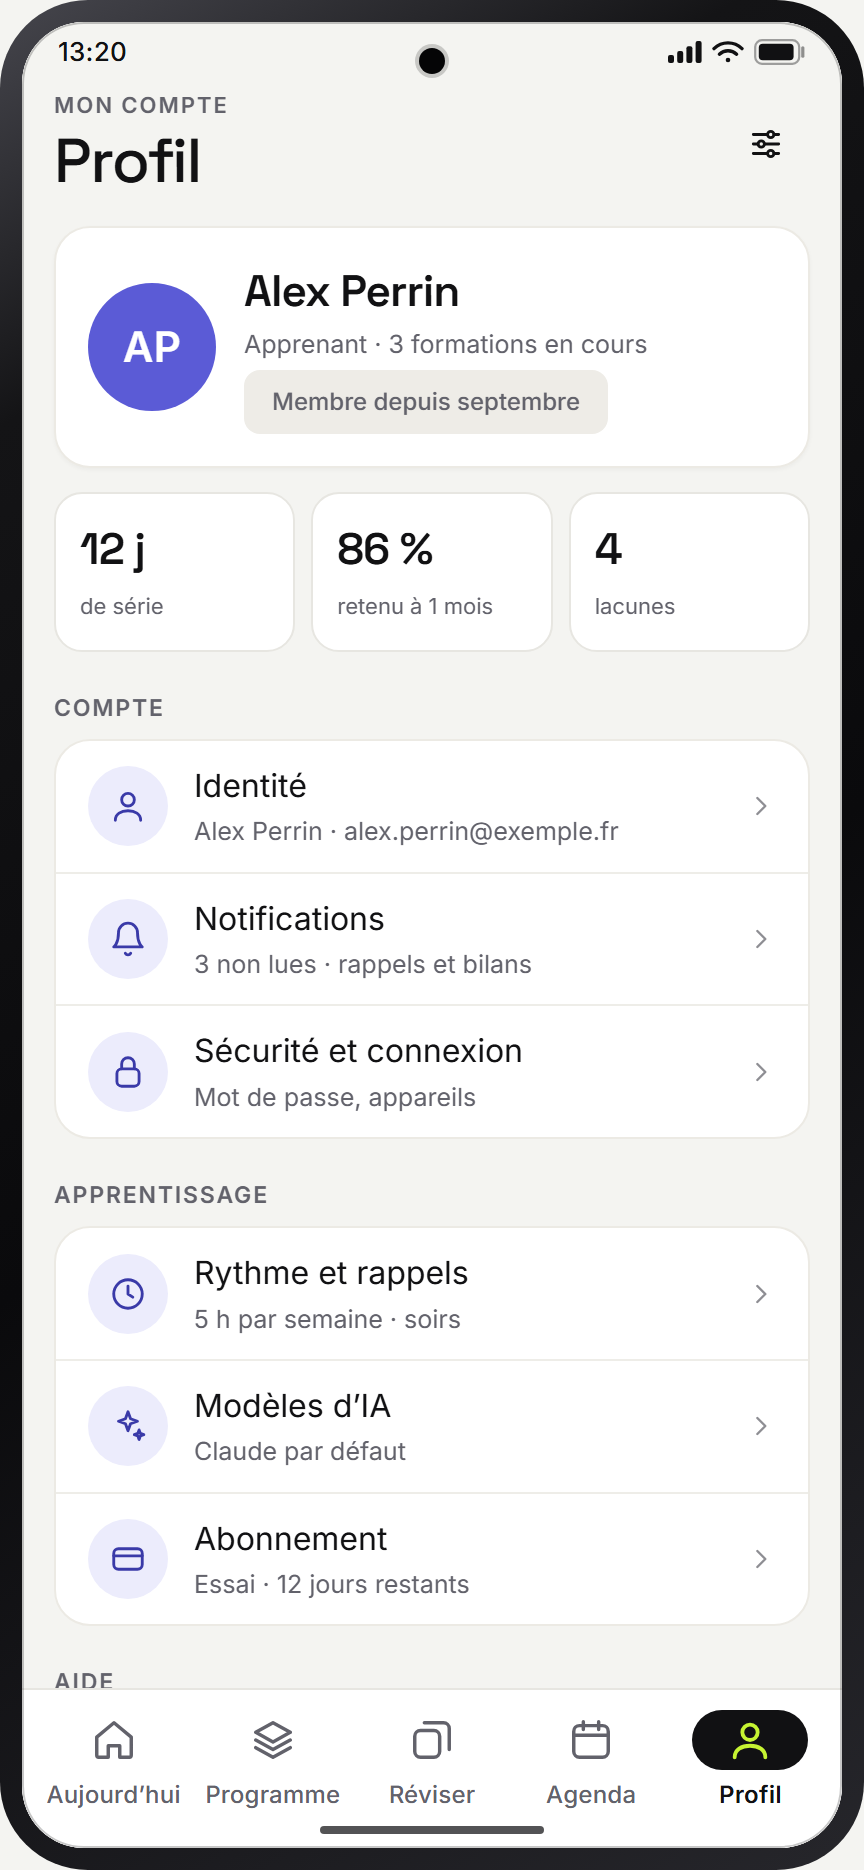 13:20
MON COMPTE
Profil
AP
Alex Perrin
Apprenant · 3 formations en cours
Membre depuis septembre
12 j
de série
86 %
retenu à 1 mois
4
lacunes
COMPTE
Identité
Alex Perrin · alex.perrin@exemple.fr
Notifications
3 non lues · rappels et bilans
Sécurité et connexion
Mot de passe, appareils
APPRENTISSAGE
Rythme et rappels
5 h par semaine · soirs
Modèles d’IA
Claude par défaut
Abonnement
Essai · 12 jours restants
AIDE
Aujourd’hui
Programme
Réviser
Agenda
Profil